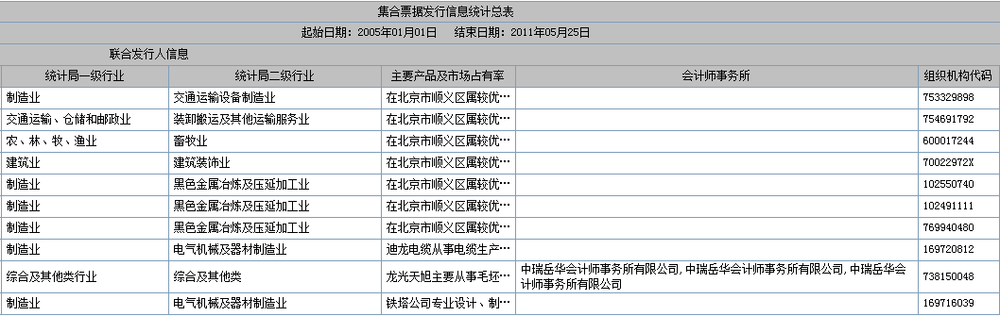 集合票据发行信息统计总表
起始日期：2005年01月01日 结束日期：2011年05月25日
联合发行人信息
统计局一级行业 统计局二级行业 主要产品及市场占有率 会计师事务所 组织机构代码
制造业 交通运输设备制造业 在北京市顺义区属较优… 753329898
交通运输、仓储和邮政业 装卸搬运及其他运输服务业 在北京市顺义区属较优… 754691792
农、林、牧、渔业 畜牧业 在北京市顺义区属较优… 600017244
建筑业 建筑装饰业 在北京市顺义区属较优… 70022972X
制造业 黑色金属冶炼及压延加工业 在北京市顺义区属较优… 102550740
制造业 黑色金属冶炼及压延加工业 在北京市顺义区属较优… 102491111
制造业 黑色金属冶炼及压延加工业 在北京市顺义区属较优… 769940480
制造业 电气机械及器材制造业 迪龙电缆从事电缆生产… 169720812
综合及其他类行业 综合及其他类 龙光天旭主要从事毛坯… 中瑞岳华会计师事务所有限公司,中瑞岳华会计师事务所有限公司,中瑞岳华会 738150048
计师事务所有限公司
制造业 电气机械及器材制造业 铁塔公司专业设计、制… 169716039